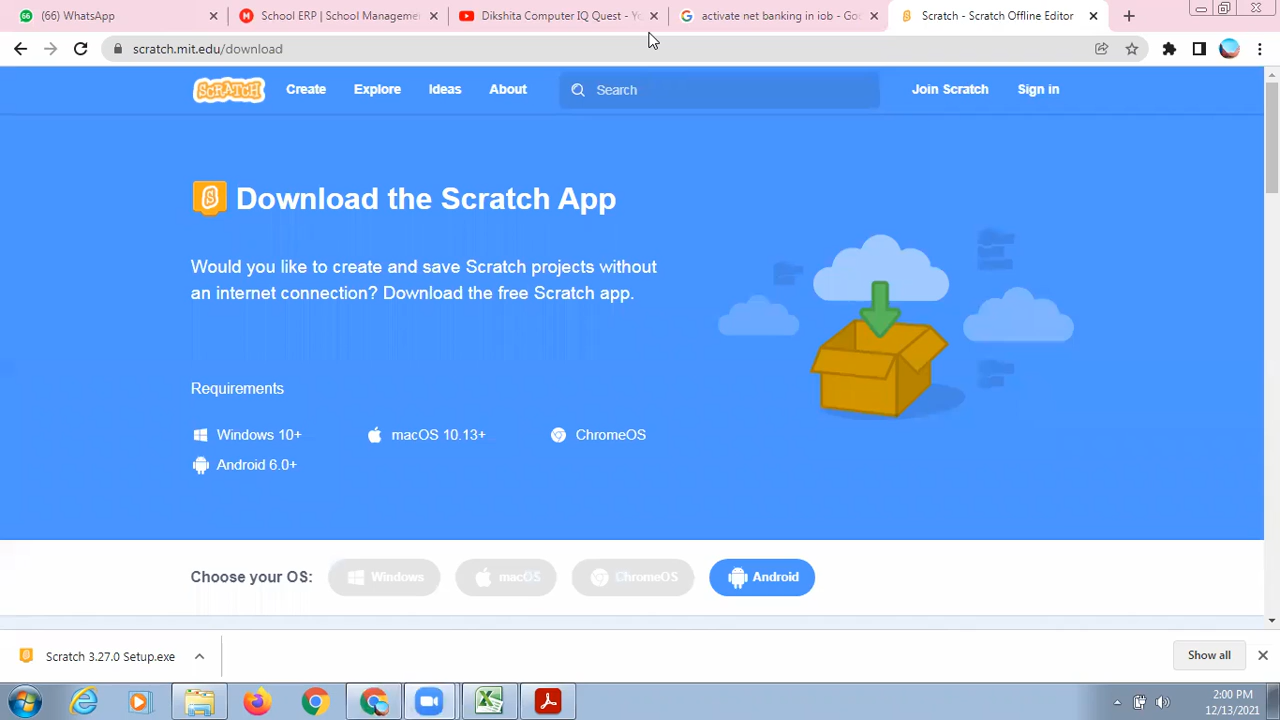 (66) WhatsApp
School ERP | School Manageme
Dikshita Computer IQ Quest - Yo
activate net banking in iob - Goo
Scratch - Scratch Offline Editor
scratch.mit.edu/download
SCRATCH
Create
Explore
Ideas
About
Search
Join Scratch
Sign in
Download the Scratch App
Would you like to create and save Scratch projects without
an internet connection? Download the free Scratch app.
Requirements
Windows 10+
macOS 10.13+
ChromeOS
Android 6.0+
Choose your OS:
Windows
macOS
ChromeOS
Android
Scratch 3.27.0 Setup.exe
Show all
2:00 PM
12/13/2021